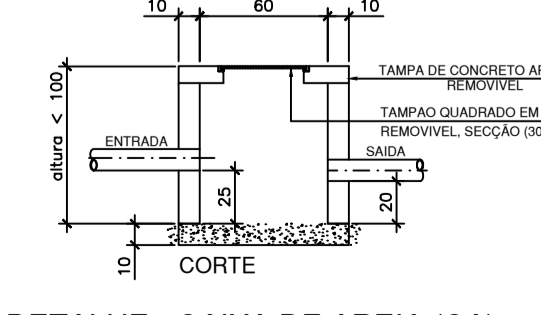 10 60 10
TAMPA DE CONCRETO
REMOVIVEL
altura < 100
TAMPAO QUADRADO EM
REMOVIVEL, SECÇÃO (30
ENTRADA
SAIDA
25
20
10
CORTE